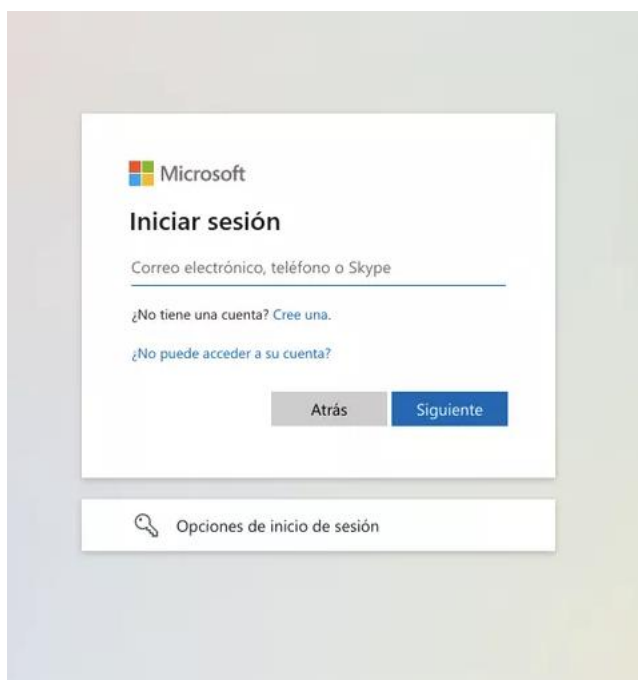 Microsoft
Iniciar sesión
Correo electrónico, teléfono o Skype
¿No tiene una cuenta? Cree una.
¿No puede acceder a su cuenta?
Atrás Siguiente
Opciones de inicio de sesión